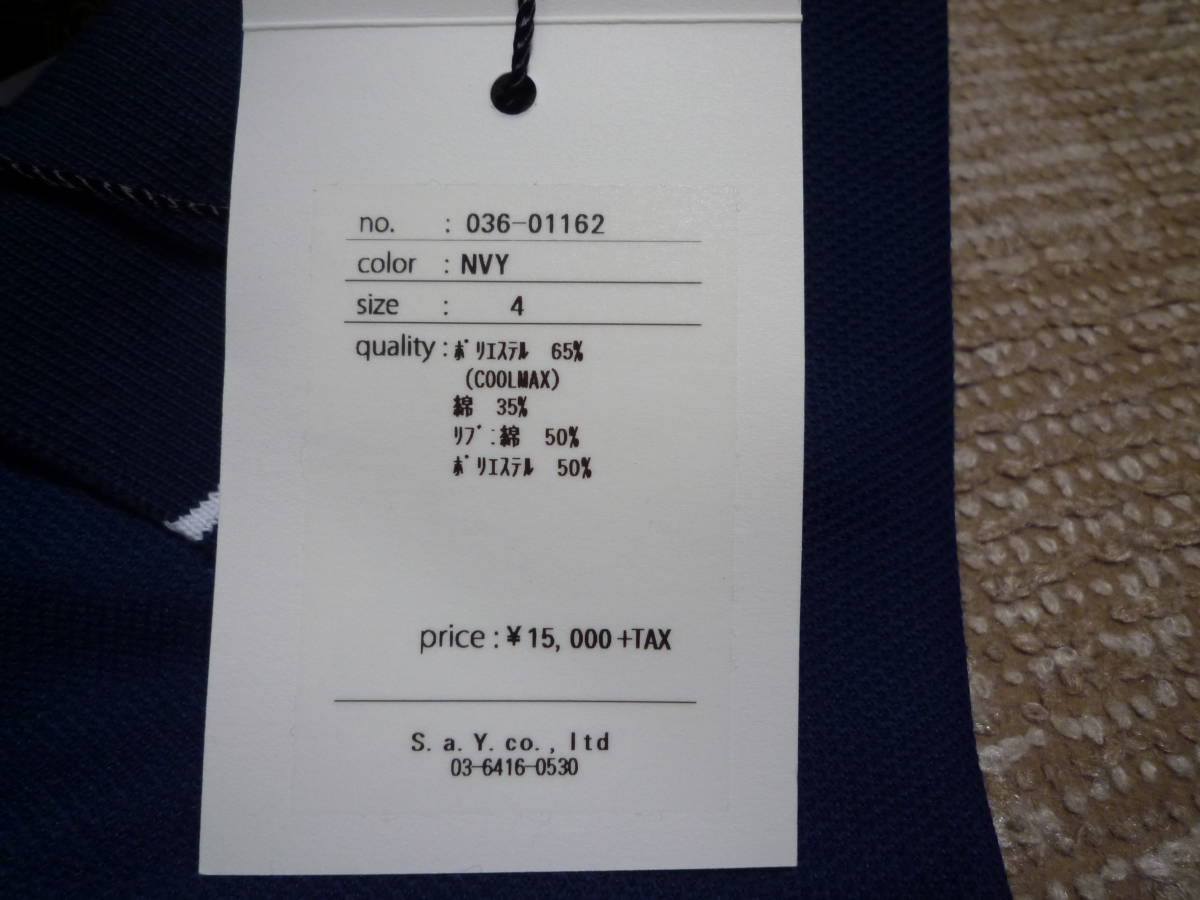 no. : 036-01162
color : NVY
size : 4
quality : ﾎﾟﾘｴｽﾃﾙ 65%
(COOLMAX)
綿 35%
ﾘﾌﾞ:綿 50%
ﾎﾟﾘｴｽﾃﾙ 50%
price : ¥15,000+TAX
S.a.Y.co.,ltd
03-6416-0530